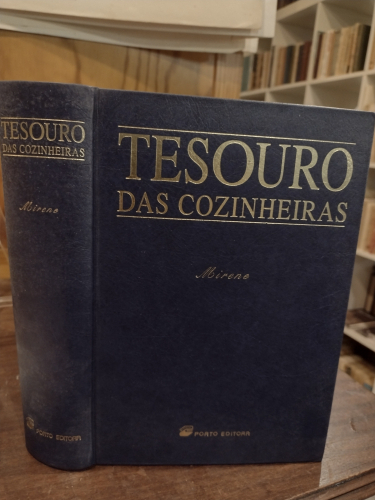 TESOURO
DAS COZINHEIRAS
Mirene
PORTO EDITORA
TESOURO
DAS COZINHEIRAS
Mirene
PORTO EDITORA